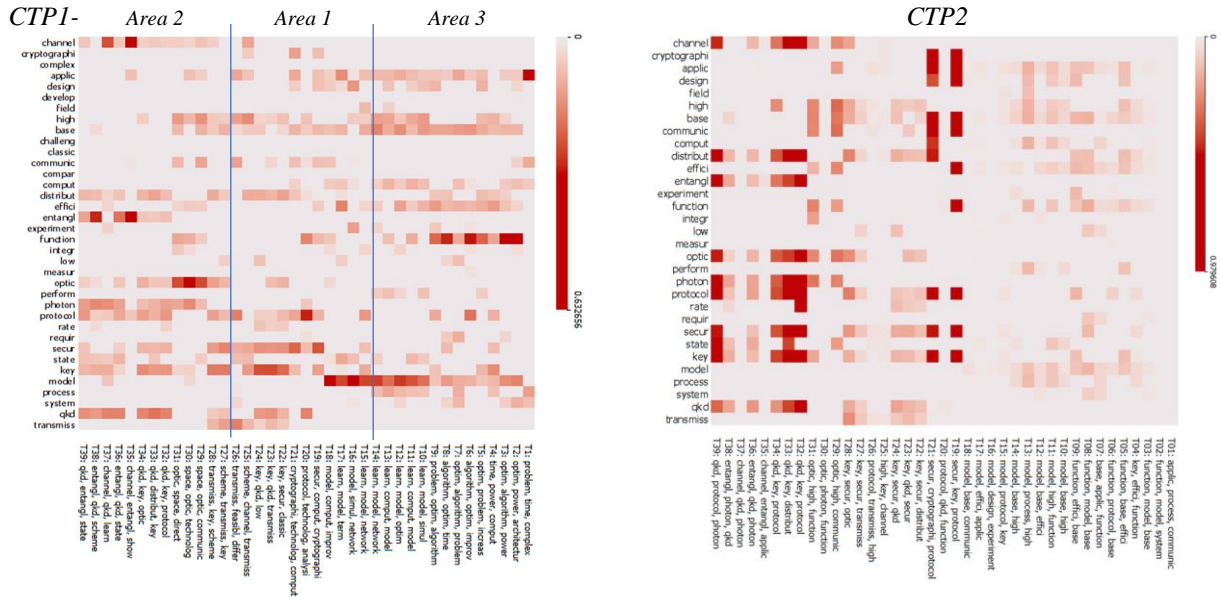 CTP1- Area 2 Area 1 Area 3
CTP2
channel
cryptographi
complex
applic
design
develop
field
high
base
challeng
classic
communic
compar
comput
distribut
effici
entangl
experiment
function
integr
low
measur
optic
perform
photon
protocol
rate
requir
secur
state
key
model
process
system
qkd
transmiss
0
0.632656
T39: qkd, entangl, state
T38: entangl, qkd, scheme
T37: channel, qkd, learn
T36: entangl, qkd, state
T35: channel, entangl, show
T34: qkd, key, optic
T33: qkd, distribut, key
T32: qkd, key, protocol
T31: optic, space, direct
T30: space, optic, technolog
T29: space, optic, communic
T28: transmiss, key, scheme
T27: scheme, transmiss, key
T26: transmiss, feasibl, differ
T25: scheme, channel, transmiss
T24: key, qkd, low
T23: key, qkd, transmiss
T22: key, secur, classic
T21: cryptographi, technolog, comput
T20: protocol, technolog, analysi
T19: secur, comput, cryptographi
T18: model, comput, improv
T17: learn, model, term
T16: model, simul, network
T15: learn, model, network
T14: learn, model, network
T13: learn, comput, model
T12: learn, model, optim
T11: learn, comput, model
T10: learn, model, simul
T9: problem, optim, algorithm
T8: algorithm, optim, time
T7: optim, algorithm, problem
T6: algorithm, optim, improv
T5: optim, problem, increas
T4: time, power, comput
T3: optim, algorithm, power
T2: optim, power, architectur
T1: problem, time, complex
channel
cryptographi
applic
design
field
high
base
communic
comput
distribut
effici
entangl
experiment
function
integr
low
measur
optic
perform
photon
protocol
rate
requir
secur
state
key
model
process
system
qkd
transmiss
0
0.979608
T39: qkd, protocol, photon
T38: entangl, photon, qkd
T37: channel, qkd, photon
T36: entangl, qkd, photon
T35: channel, entangl, applic
T34: qkd, key, photon
T33: qkd, key, distribut
T32: qkd, key, protocol
T31: optic, high, function
T30: optic, photon, function
T29: optic, high, communic
T28: key, secur, optic
T27: key, secur, transmiss
T26: protocol, transmiss, high
T25: high, key, channel
T24: key, secur, qkd
T23: key, qkd, secur
T22: key, secur, distribut
T21: secur, cryptographi, protocol
T20: protocol, qkd, function
T19: secur, key, protocol
T18: model, base, communic
T17: model, effici, applic
T16: model, design, experiment
T15: model, protocol, key
T14: model, base, high
T13: model, process, high
T12: model, base, effici
T11: model, function, high
T10: model, base, high
T09: function, effici, base
T08: function, model, base
T07: base, applic, function
T06: function, protocol, base
T05: function, base, effici
T04: key, effici, function
T03: function, effici, base
T02: function, model, system
T01: applic, process, communic